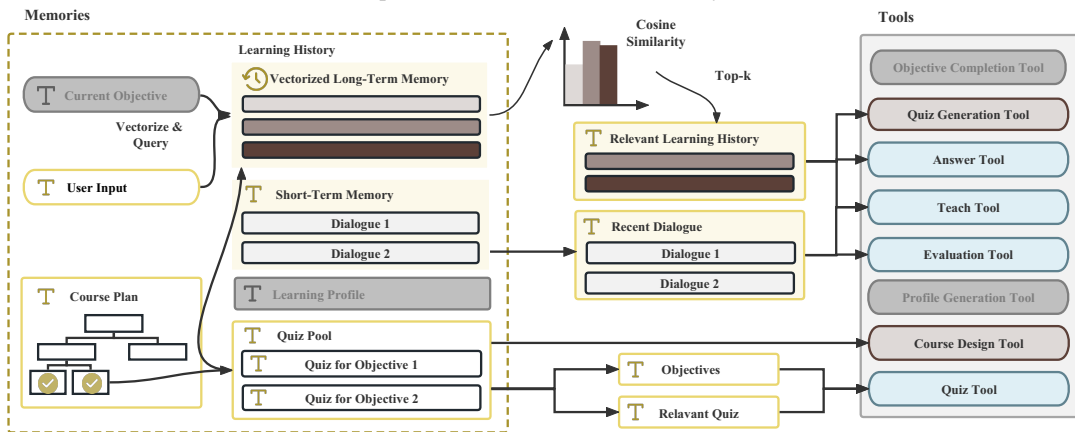 Memories
Learning History
Vectorized Long-Term Memory
Current Objective
Vectorize &
Query
User Input
Short-Term Memory
Dialogue 1
Dialogue 2
Learning Profile
Course Plan
Quiz Pool
Quiz for Objective 1
Quiz for Objective 2
Cosine
Similarity
Top-k
Relevant Learning History
Recent Dialogue
Dialogue 1
Dialogue 2
Objectives
Relavant Quiz
Tools
Objective Completion Tool
Quiz Generation Tool
Answer Tool
Teach Tool
Evaluation Tool
Profile Generation Tool
Course Design Tool
Quiz Tool